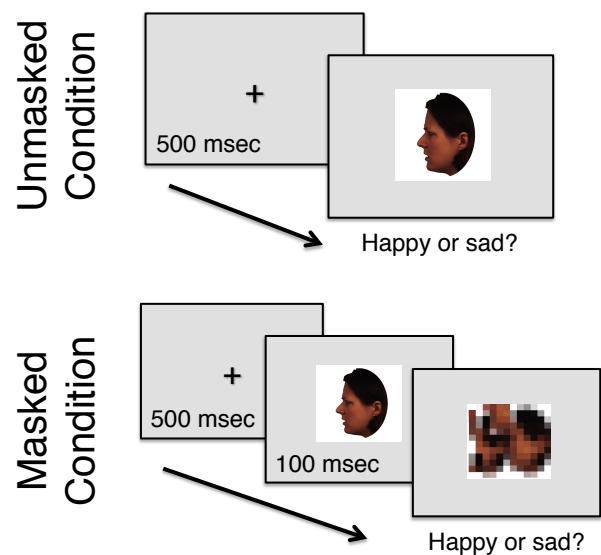 Unmasked
Condition
+
500 msec
Happy or sad?
Masked
Condition
+
500 msec
100 msec
Happy or sad?